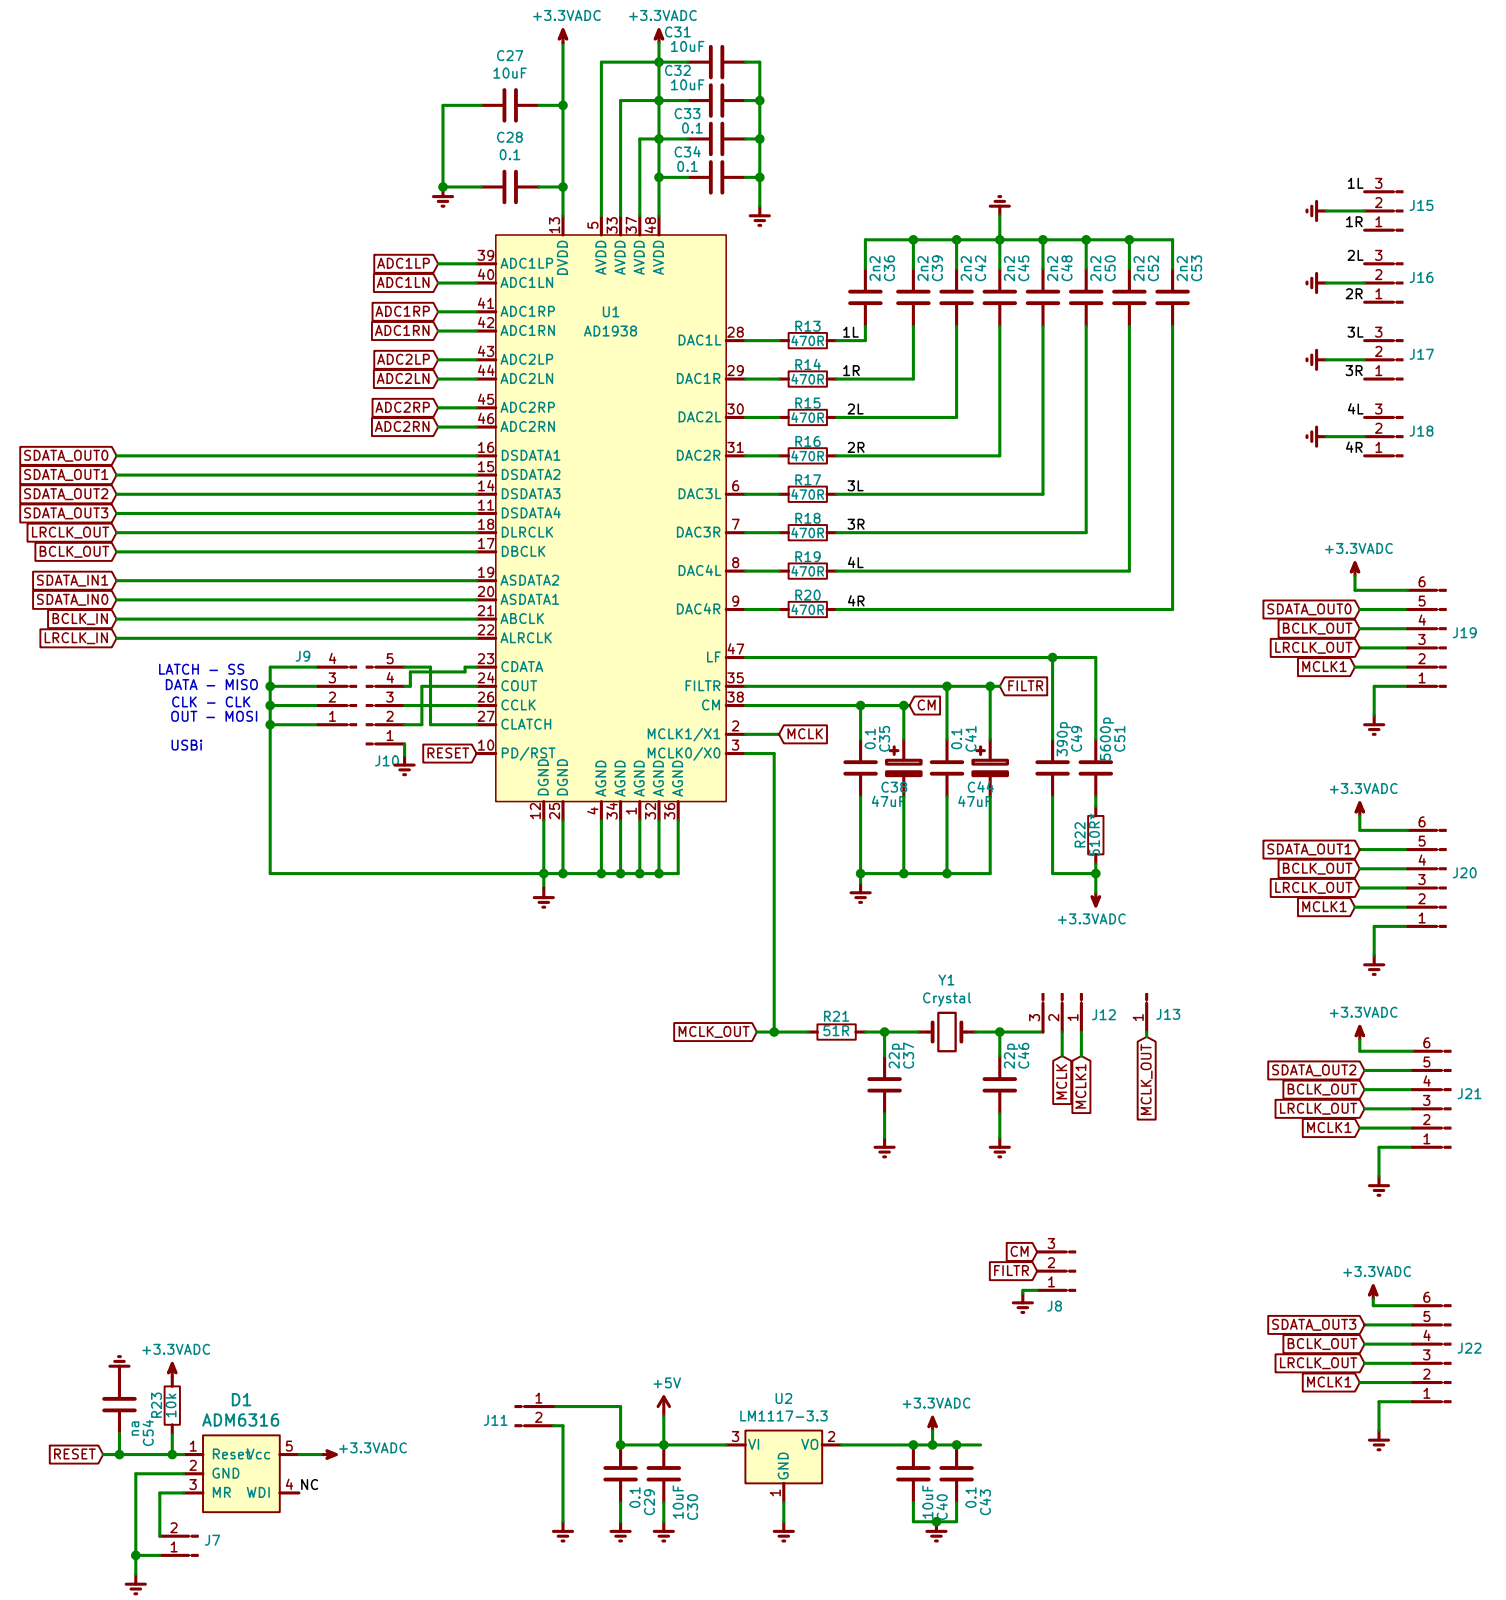 +3.3VADC
C27
10uF
C28
0.1
+3.3VADC
C31
10uF
C32
10uF
C33
0.1
C34
0.1
13
5
33
37
48
DVDD
AVDD
AVDD
AVDD
AVDD
U1
AD1938
ADC1LP
39
ADC1LP
ADC1LN
40
ADC1LN
ADC1RP
41
ADC1RP
ADC1RN
42
ADC1RN
ADC2LP
43
ADC2LP
ADC2LN
44
ADC2LN
ADC2RP
45
ADC2RP
ADC2RN
46
ADC2RN
SDATA_OUT0
16
DSDATA1
SDATA_OUT1
15
DSDATA2
SDATA_OUT2
14
DSDATA3
SDATA_OUT3
11
DSDATA4
LRCLK_OUT
18
DLRCLK
BCLK_OUT
17
DBCLK
SDATA_IN1
19
ASDATA2
SDATA_IN0
20
ASDATA1
BCLK_IN
21
ABCLK
LRCLK_IN
22
ALRCLK
23
CDATA
24
COUT
26
CCLK
27
CLATCH
RESET
10
PD/RST
LATCH - SS
DATA - MISO
CLK - CLK
OUT - MOSI
USBi
J9
4
3
2
1
5
4
3
2
1
J10
12
25
4
34
1
32
36
DGND
DGND
AGND
AGND
AGND
AGND
AGND
DAC1L
28
R13
470R
1L
DAC1R
29
R14
470R
1R
DAC2L
30
R15
470R
2L
DAC2R
31
R16
470R
2R
DAC3L
6
R17
470R
3L
DAC3R
7
R18
470R
3R
DAC4L
8
R19
470R
4L
DAC4R
9
R20
470R
4R
2n2
C36
2n2
C39
2n2
C42
2n2
C45
2n2
C48
2n2
C50
2n2
C52
2n2
C53
LF
47
FILTR
35
FILTR
CM
38
CM
MCLK1/X1
2
MCLK
MCLK0/X0
3
0.1
C35
C38
47uF
0.1
C41
C44
47uF
390p
C49
5600p
C51
R22
510R
+3.3VADC
MCLK_OUT
R21
51R
22p
C37
Y1
Crystal
22p
C46
3
2
1
J12
MCLK
MCLK1
1
J13
MCLK_OUT
CM
3
FILTR
2
1
J8
1L
3
2
1R
1
J15
2L
3
2
2R
1
J16
3L
3
2
3R
1
J17
4L
3
2
4R
1
J18
+3.3VADC
6
SDATA_OUT0
5
BCLK_OUT
4
LRCLK_OUT
3
MCLK1
2
1
J19
+3.3VADC
6
SDATA_OUT1
5
BCLK_OUT
4
LRCLK_OUT
3
MCLK1
2
1
J20
+3.3VADC
6
SDATA_OUT2
5
BCLK_OUT
4
LRCLK_OUT
3
MCLK1
2
1
J21
+3.3VADC
6
SDATA_OUT3
5
BCLK_OUT
4
LRCLK_OUT
3
MCLK1
2
1
J22
+3.3VADC
na
C54
R23
10k
D1
ADM6316
RESET
1
Reset
Vcc
5
+3.3VADC
2
GND
3
MR
WDI
4
NC
2
1
J7
J11
1
2
+5V
0.1
C29
10uF
C30
U2
LM1117-3.3
3
VI
VO
2
GND
1
+3.3VADC
10uF
C40
0.1
C43